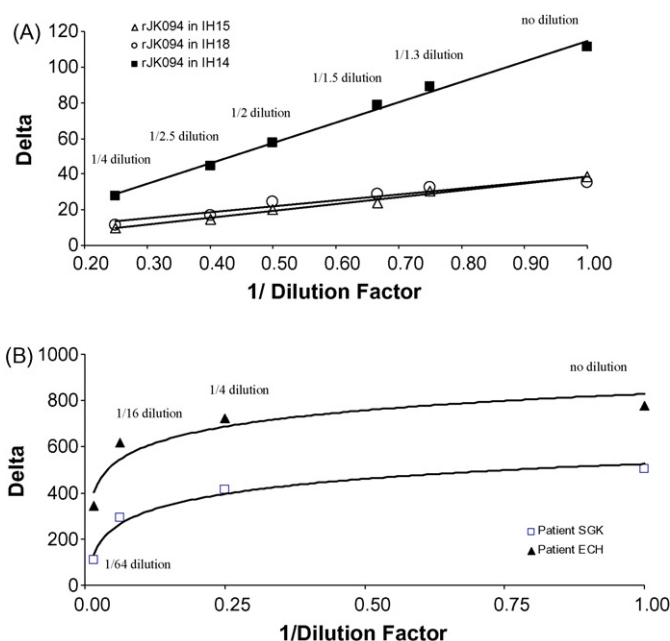 (A)
rJK094 in IH15
rJK094 in IH18
rJK094 in IH14
no dilution
1/1.3 dilution
1/1.5 dilution
1/2 dilution
1/2.5 dilution
1/4 dilution
Delta
120
100
80
60
40
20
0
0.20 0.30 0.40 0.50 0.60 0.70 0.80 0.90 1.00
1/ Dilution Factor
(B)
1000
800
600
400
200
0
Delta
no dilution
1/4 dilution
1/16 dilution
1/64 dilution
Patient SGK
Patient ECH
0.00 0.25 0.50 0.75 1.00
1/Dilution Factor